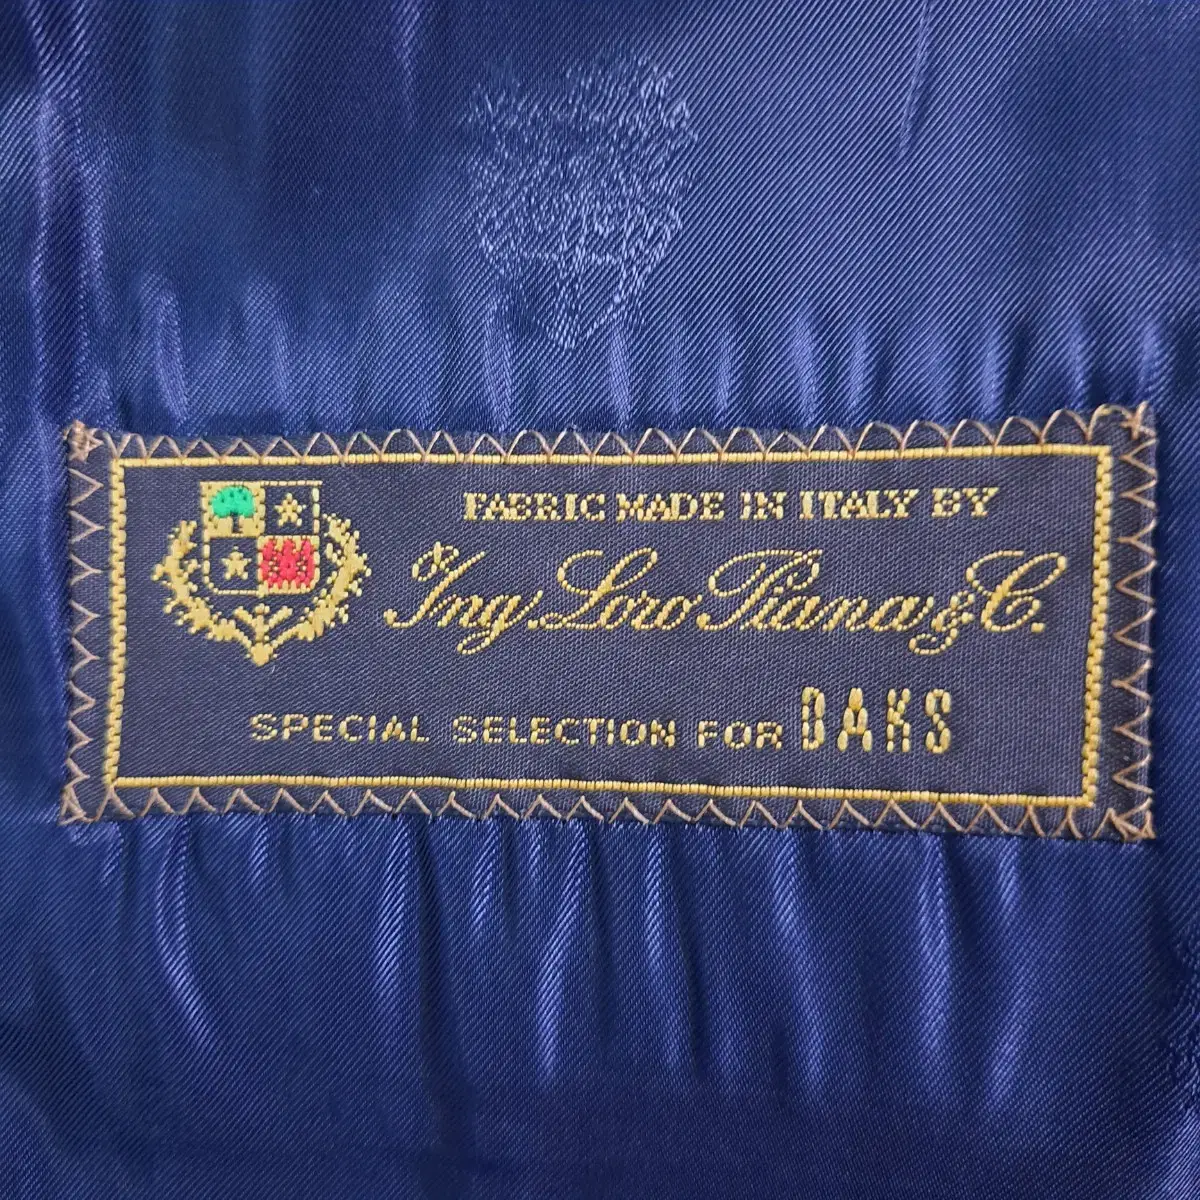 FABRIC MADE IN ITALY BY
Ing. Loro Piana & C.
SPECIAL SELECTION FOR DAKS